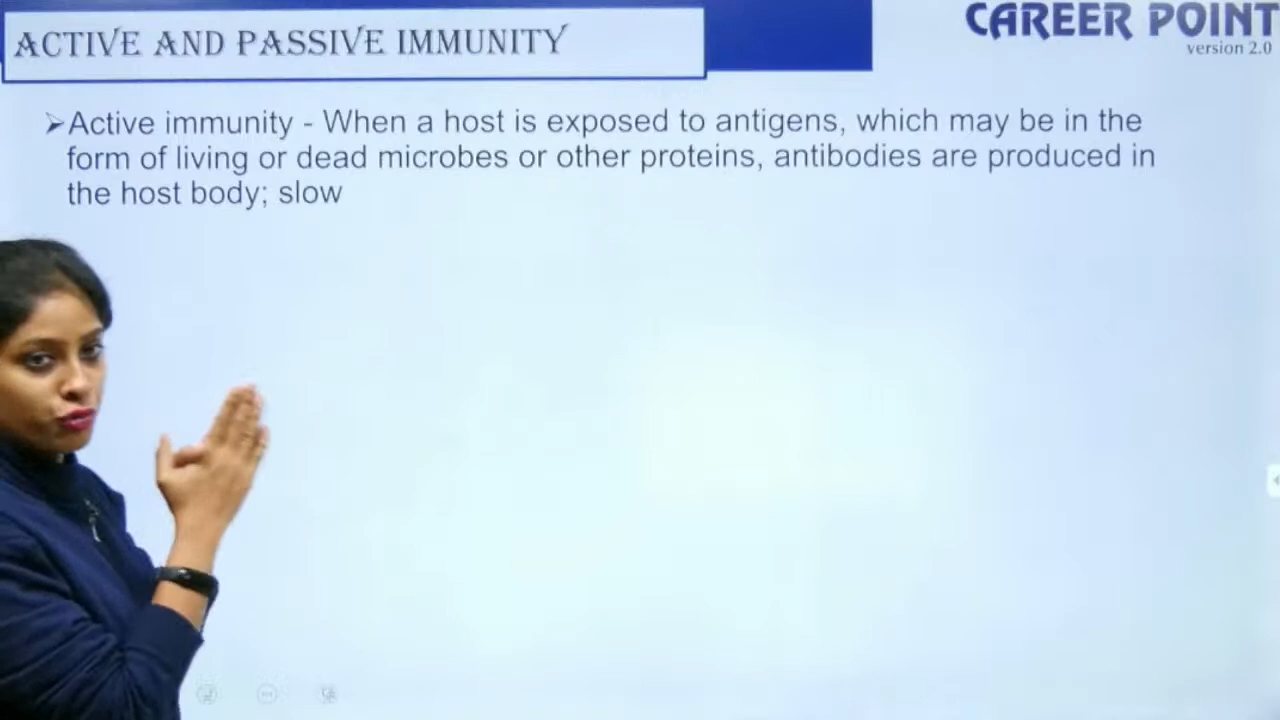 ACTIVE AND PASSIVE IMMUNITY
CAREER POINT
version 2.0
➢Active immunity - When a host is exposed to antigens, which may be in the
form of living or dead microbes or other proteins, antibodies are produced in
the host body; slow